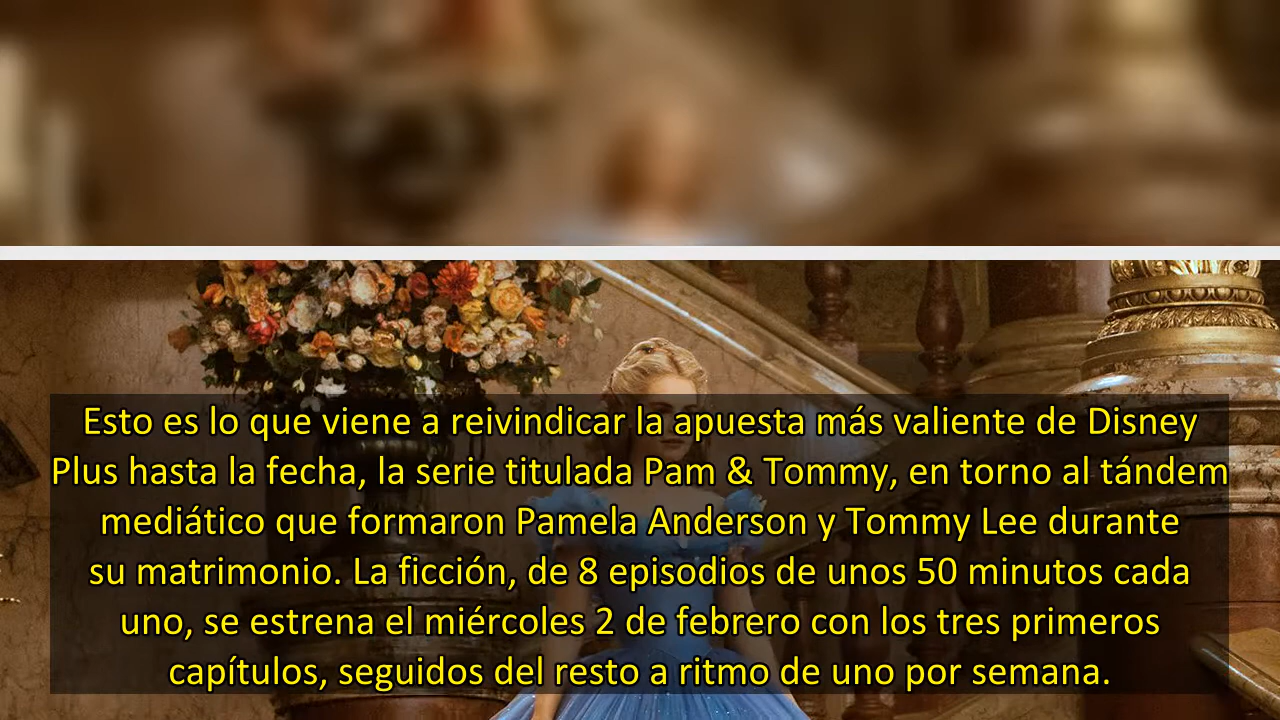 Esto es lo que viene a reivindicar la apuesta más valiente de Disney
Plus hasta la fecha, la serie titulada Pam & Tommy, en torno al tándem
mediático que formaron Pamela Anderson y Tommy Lee durante
su matrimonio. La ficción, de 8 episodios de unos 50 minutos cada
uno, se estrena el miércoles 2 de febrero con los tres primeros
capítulos, seguidos del resto a ritmo de uno por semana.